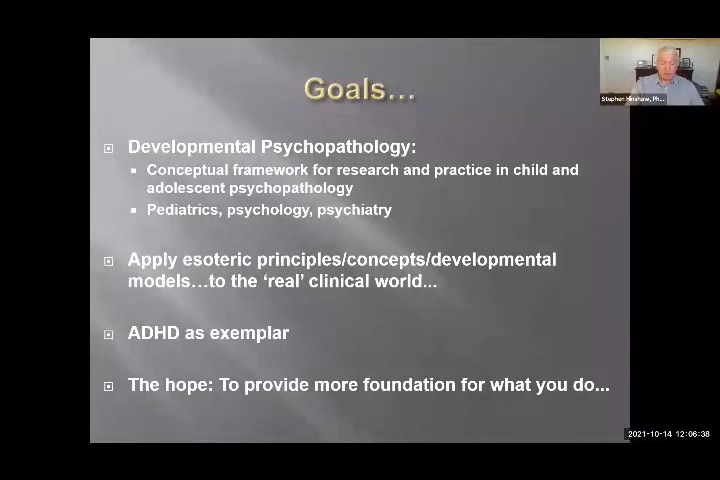 Goals...
Stephen Hinshaw, Ph...
Developmental Psychopathology:
Conceptual framework for research and practice in child and
adolescent psychopathology
Pediatrics, psychology, psychiatry
Apply esoteric principles/concepts/developmental
models…to the ‘real’ clinical world...
ADHD as exemplar
The hope: To provide more foundation for what you do...
2021-10-14 12:06:38